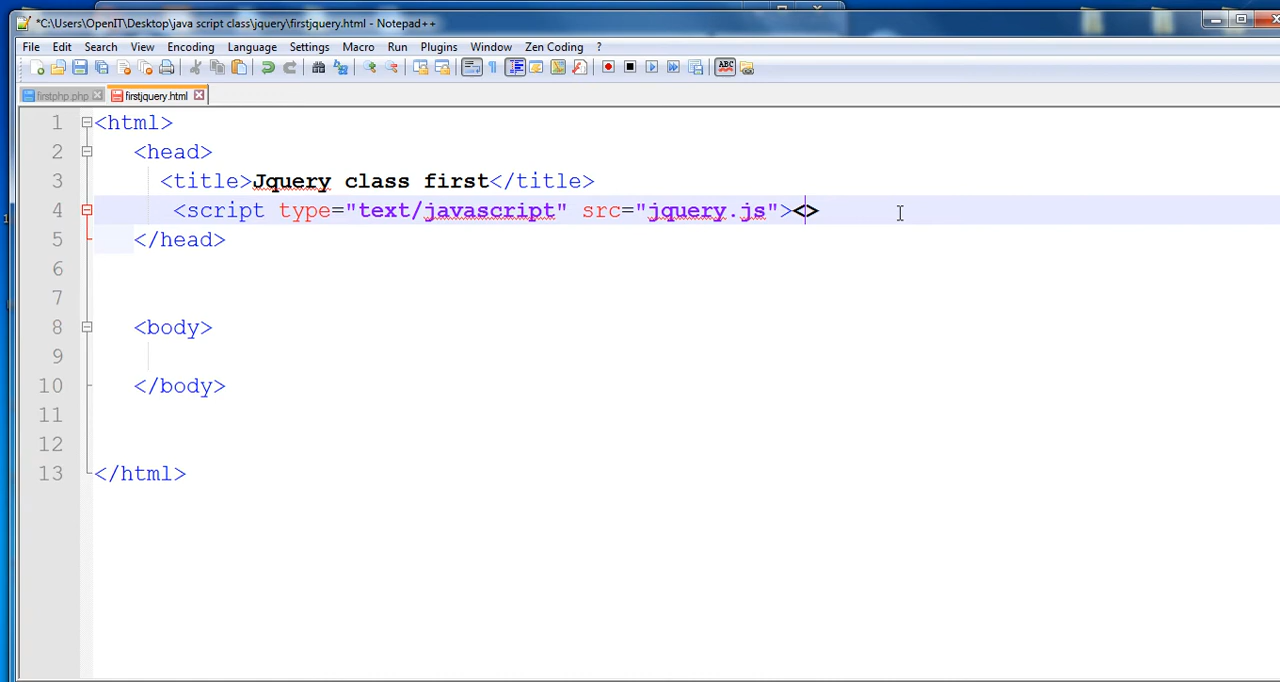 *C:\Users\OpenIT\Desktop\java script class\jquery\firstjquery.html - Notepad++
File Edit Search View Encoding Language Settings Macro Run Plugins Window Zen Coding ?
ABC
firstphp.php firstjquery.html
1 <html>
2 <head>
3 <title>Jquery class first</title>
4 <script type="text/javascript" src="jquery.js"><>
5 </head>
6
7
8 <body>
9
10 </body>
11
12
13 </html>